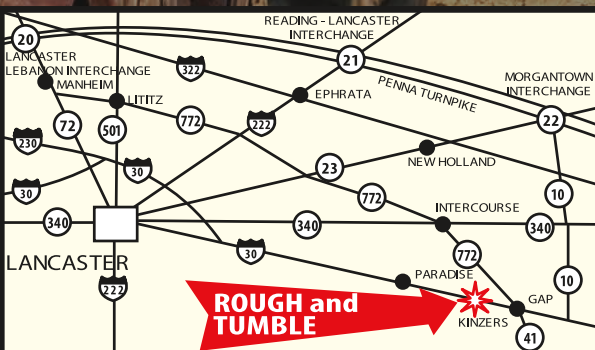 READING - LANCASTER
INTERCHANGE
20
LANCASTER
LEBANON INTERCHANGE
MANHEIM
322
21
PENNA TURNPIKE
MORGANTOWN
INTERCHANGE
LITITZ
EPHRATA
72
501
772
222
22
230
30
23
NEW HOLLAND
30
772
10
340
340
INTERCOURSE
340
LANCASTER
30
772
222
PARADISE
10
ROUGH and
TUMBLE
KINZERS
GAP
41